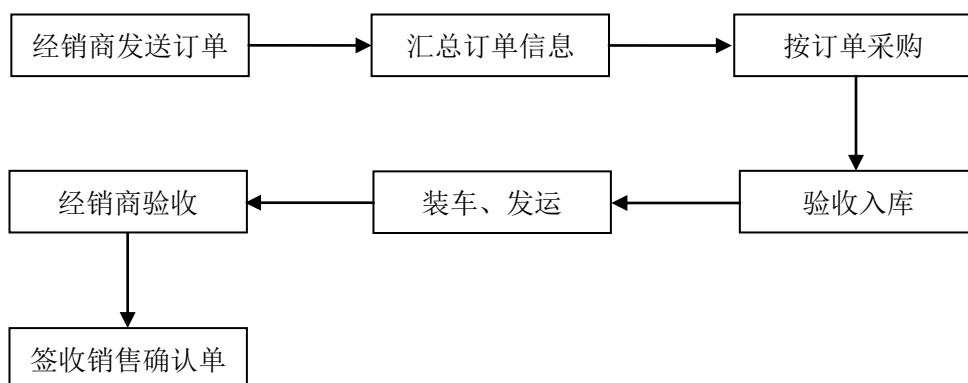 经销商发送订单
汇总订单信息
按订单采购
验收入库
装车、发运
经销商验收
签收销售确认单